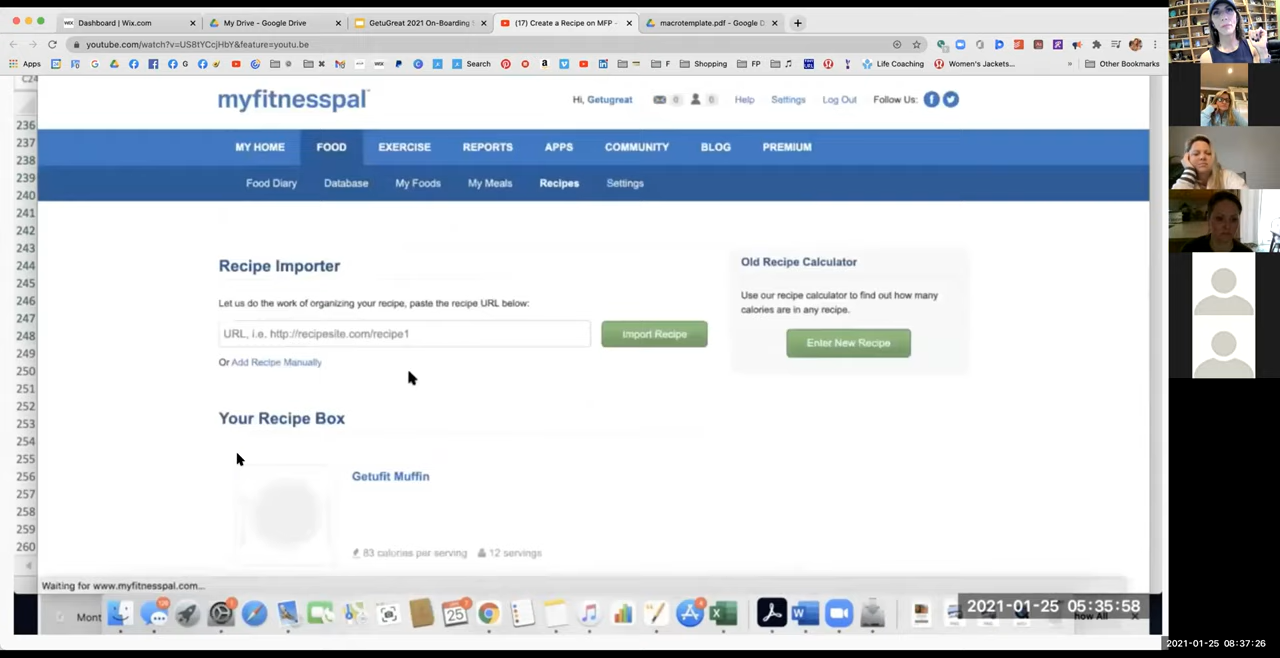 Dashboard | Wix.com
My Drive - Google Drive
GetuGreat 2021 On-Boarding
(17) Create a Recipe on MFP -
macrotemplate.pdf - Google D
youtube.com/watch?v=US8tYCcjHbY&feature=youtu.be
Apps
Search
Shopping
FP
Life Coaching
Women's Jackets...
Other Bookmarks
myfitnesspal
Hi, Getugreat
0
0
Help
Settings
Log Out
Follow Us:
MY HOME
FOOD
EXERCISE
REPORTS
APPS
COMMUNITY
BLOG
PREMIUM
Food Diary
Database
My Foods
My Meals
Recipes
Settings
236
237
238
239
240
241
242
243
244
245
246
247
248
249
250
251
252
253
254
255
256
257
258
259
260
Recipe Importer
Let us do the work of organizing your recipe, paste the recipe URL below:
URL, i.e. http://recipesite.com/recipe1
Import Recipe
Or Add Recipe Manually
Old Recipe Calculator
Use our recipe calculator to find out how many
calories are in any recipe.
Enter New Recipe
Your Recipe Box
Getufit Muffin
83 calories per serving
12 servings
Waiting for www.myfitnesspal.com...
Mont
25
2021-01-25 05:35:58
2021-01-25 08:37:26